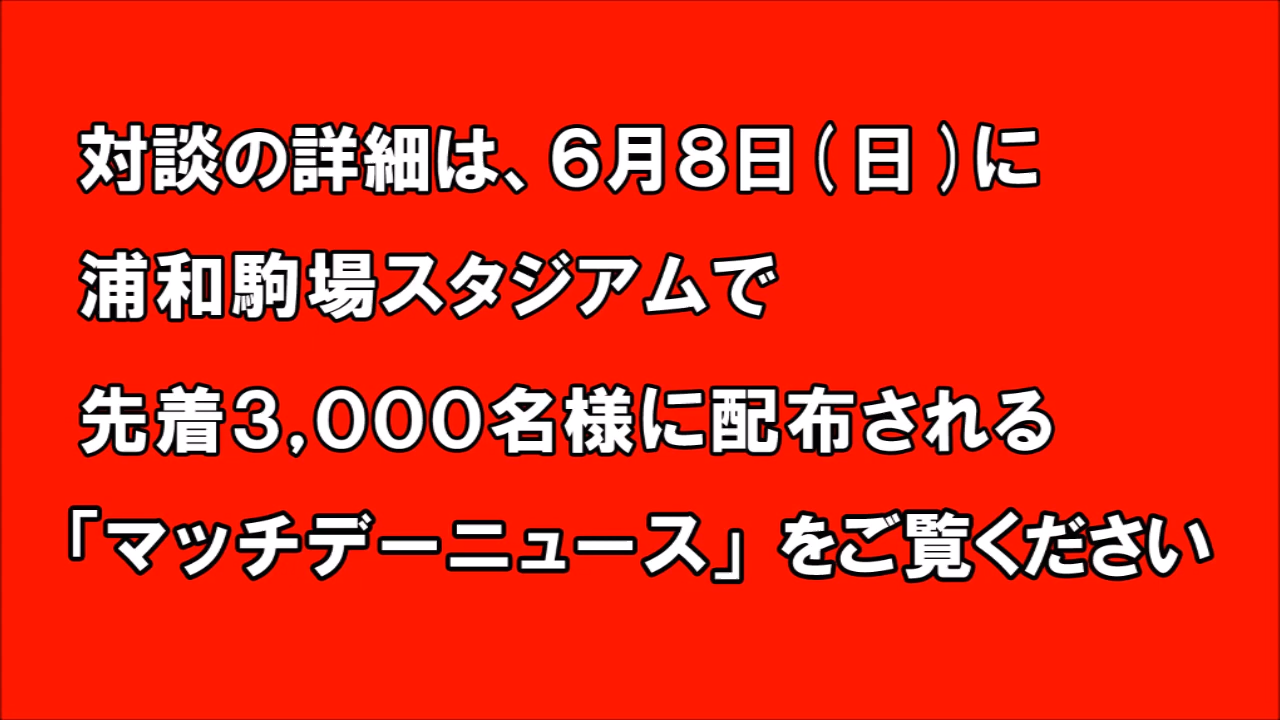 対談の詳細は、６月８日（日）に
浦和駒場スタジアムで
先着３,０００名様に配布される
「マッチデーニュース」をご覧ください